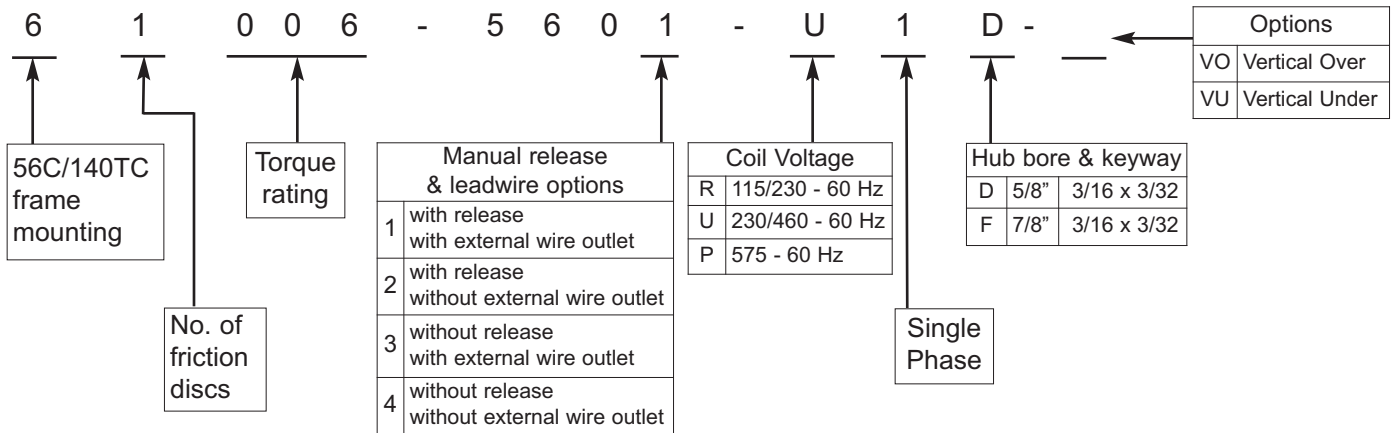 6 1 0 0 6 - 5 6 0 1 - U 1 D - __
Options
VO Vertical Over
VU Vertical Under
56C/140TC
frame
mounting
No. of
friction
discs
Torque
rating
Manual release
& leadwire options
1 with release
with external wire outlet
2 with release
without external wire outlet
3 without release
with external wire outlet
4 without release
without external wire outlet
Coil Voltage
R 115/230 - 60 Hz
U 230/460 - 60 Hz
P 575 - 60 Hz
Single
Phase
Hub bore & keyway
D 5/8” 3/16 x 3/32
F 7/8” 3/16 x 3/32